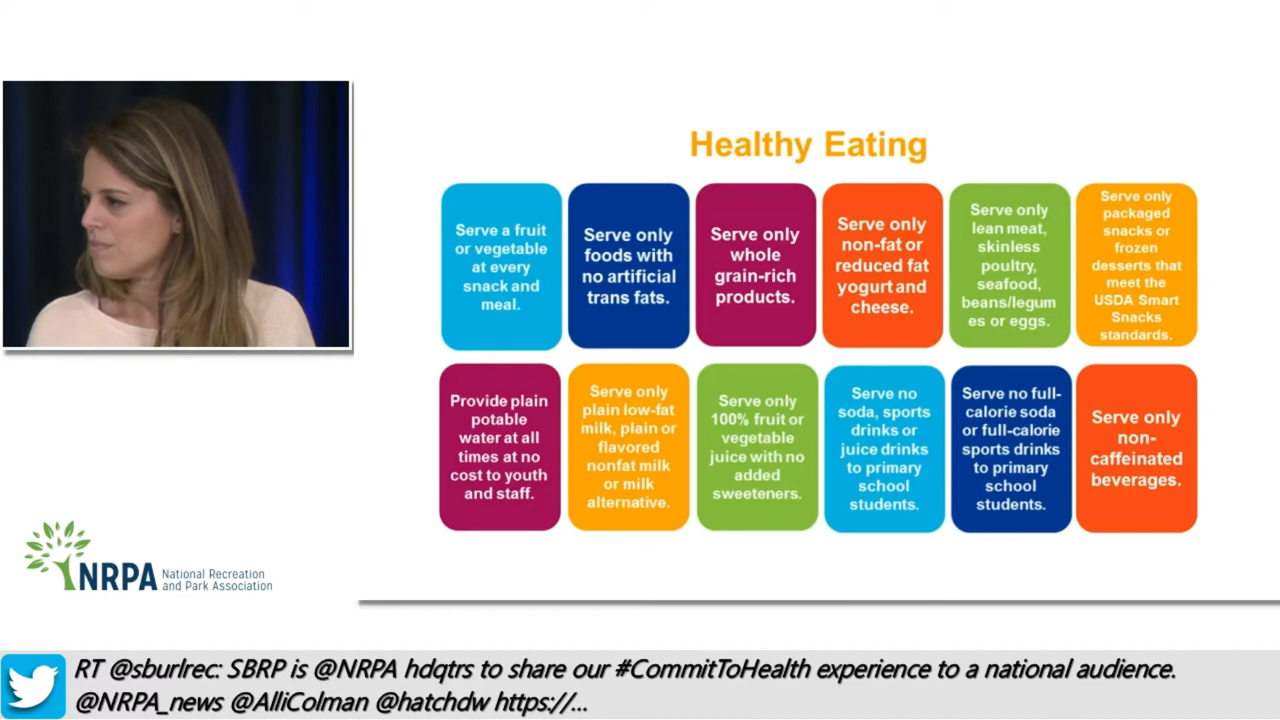 Healthy Eating
Serve a fruit
or vegetable
at every
snack and
meal.
Serve only
foods with
no artificial
trans fats.
Serve only
whole
grain-rich
products.
Serve only
non-fat or
reduced fat
yogurt and
cheese.
Serve only
lean meat,
skinless
poultry,
seafood,
beans/legum
es or eggs.
Serve only
packaged
snacks or
frozen
desserts that
meet the
USDA Smart
Snacks
standards.
Provide plain
potable
water at all
times at no
cost to youth
and staff.
Serve only
plain low-fat
milk, plain or
flavored
nonfat milk
or milk
alternative.
Serve only
100% fruit or
vegetable
juice with no
added
sweeteners.
Serve no
soda, sports
drinks or
juice drinks
to primary
school
students.
Serve no full-
calorie soda
or full-calorie
sports drinks
to primary
school
students.
Serve only
non-
caffeinated
beverages.
NRPA National Recreation
and Park Association
RT @sburlrec: SBRP is @NRPA hdqtrs to share our #CommitToHealth experience to a national audience.
@NRPA_news @AlliColman @hatchdw https://...